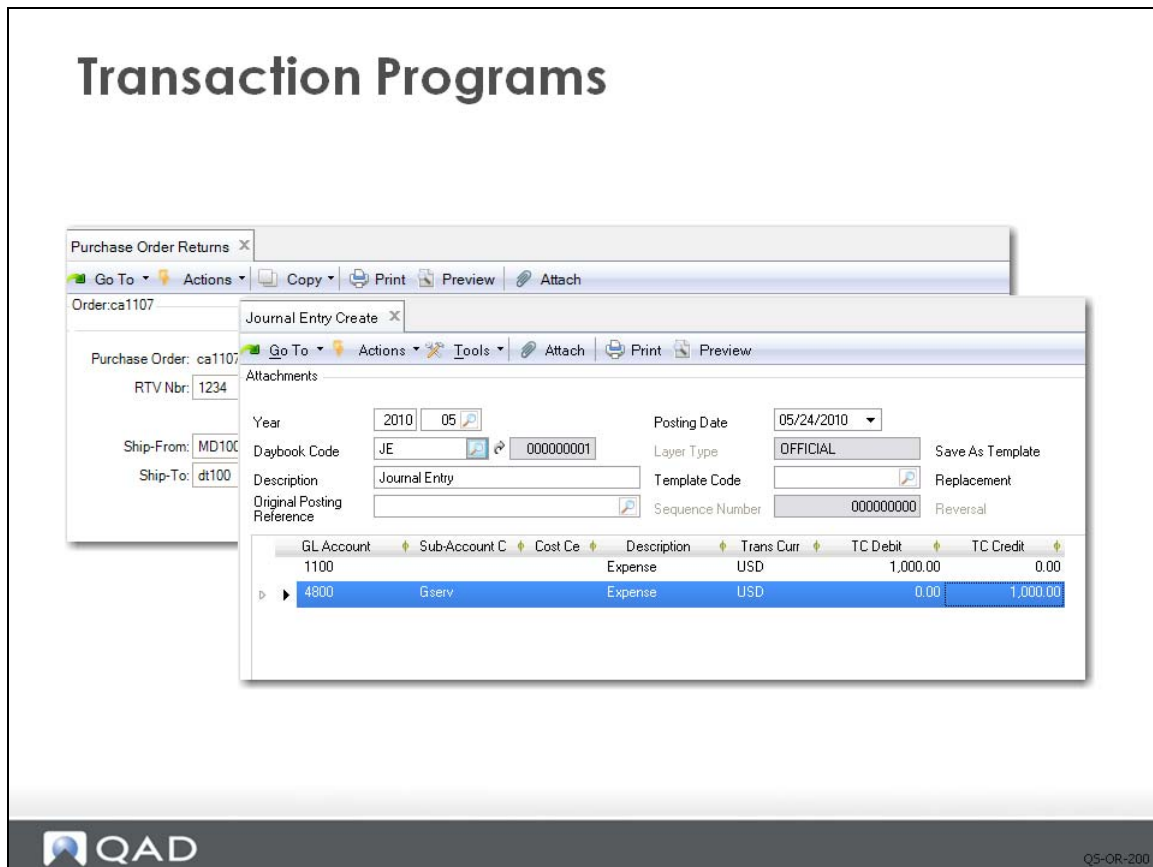 Transaction Programs
Purchase Order Returns
Go To Actions Copy Print Preview Attach
Order:ca1107
Purchase Order: ca1107
RTV Nbr: 1234
Ship-From: MD100
Ship-To: dt100
Journal Entry Create
Go To Actions Tools Attach Print Preview
Attachments
Year 2010 05 Posting Date 05/24/2010
Daybook Code JE 000000001 Layer Type OFFICIAL Save As Template
Description Journal Entry Template Code Replacement
Original Posting Reference Sequence Number 000000000 Reversal
GL Account Sub-Account C Cost Ce Description Trans Curr TC Debit TC Credit
1100 Expense USD 1,000.00 0.00
4800 Gserv Expense USD 0.00 1,000.00
QAD
QS-OR-200